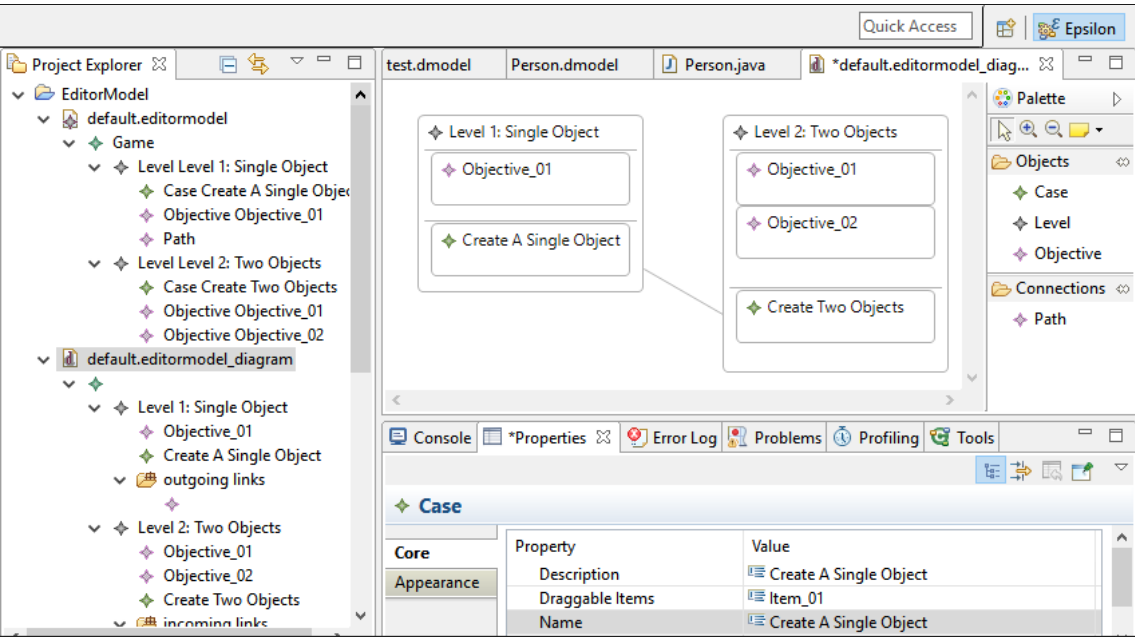 Quick Access
Epsilon
Project Explorer
EditorModel
default.editormodel
Game
Level Level 1: Single Object
Case Create A Single Objec
Objective Objective_01
Path
Level Level 2: Two Objects
Case Create Two Objects
Objective Objective_01
Objective Objective_02
default.editormodel_diagram
Level 1: Single Object
Objective_01
Create A Single Object
outgoing links
Level 2: Two Objects
Objective_01
Objective_02
Create Two Objects
incoming links
test.dmodel
Person.dmodel
Person.java
*default.editormodel_diag...
Level 1: Single Object
Objective_01
Create A Single Object
Level 2: Two Objects
Objective_01
Objective_02
Create Two Objects
Palette
Objects
Case
Level
Objective
Connections
Path
Console
*Properties
Error Log
Problems
Profiling
Tools
Case
Core
Appearance
Property Value
Description Create A Single Object
Draggable Items Item_01
Name Create A Single Object